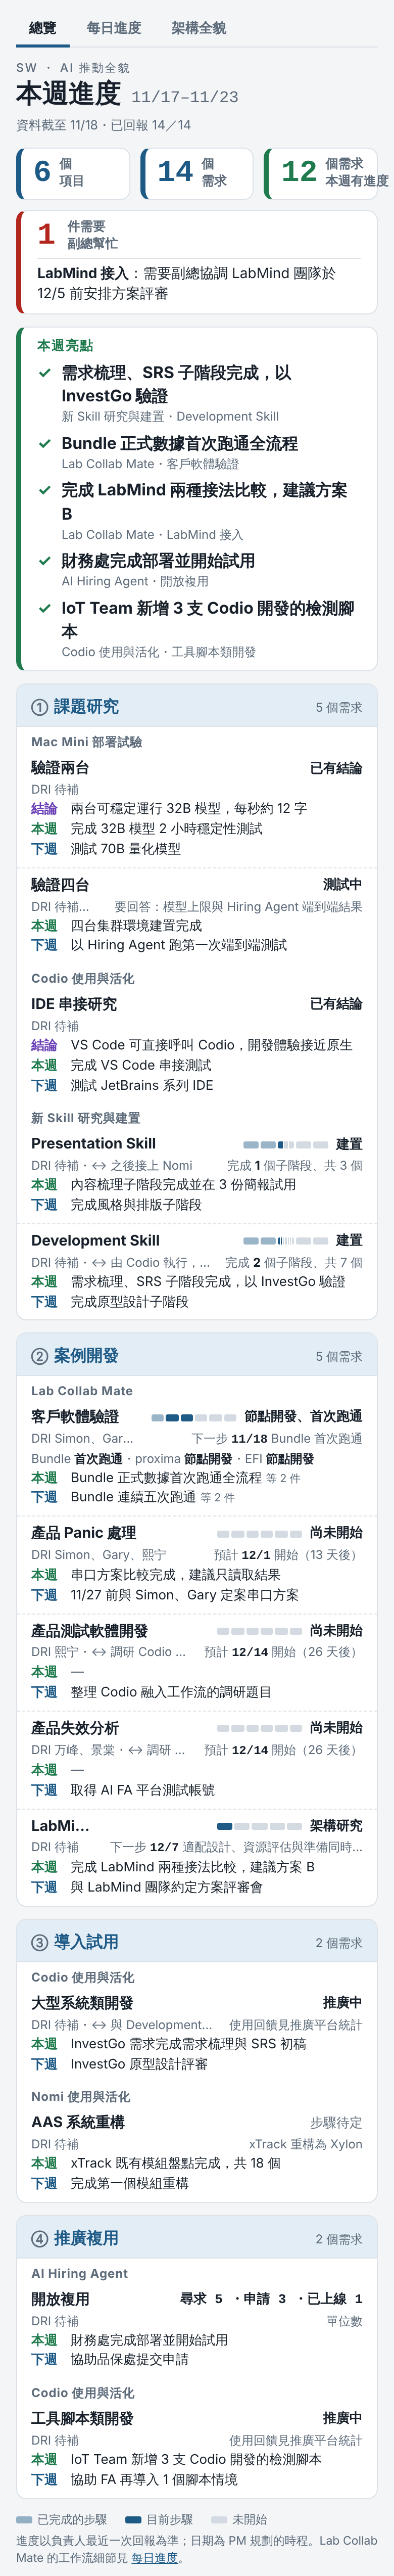 總覽 每日進度 架構全貌
SW · AI 推動全貌
本週進度 11/17–11/23
資料截至 11/18・已回報 14／14
6 個項目
14 個需求
12 個需求本週有進度
1 件需要副總幫忙
LabMind 接入：需要副總協調 LabMind 團隊於
12/5 前安排方案評審
本週亮點
✓ 需求梳理、SRS 子階段完成，以
InvestGo 驗證
新 Skill 研究與建置・Development Skill
✓ Bundle 正式數據首次跑通全流程
Lab Collab Mate・客戶軟體驗證
✓ 完成 LabMind 兩種接法比較，建議方案
B
Lab Collab Mate・LabMind 接入
✓ 財務處完成部署並開始試用
AI Hiring Agent・開放複用
✓ IoT Team 新增 3 支 Codio 開發的檢測腳
本
Codio 使用與活化・工具腳本類開發
① 課題研究 5 個需求
Mac Mini 部署試驗
驗證兩台 已有結論
DRI 待補
結論 兩台可穩定運行 32B 模型，每秒約 12 字
本週 完成 32B 模型 2 小時穩定性測試
下週 測試 70B 量化模型
驗證四台 測試中
DRI 待補... 要回答：模型上限與 Hiring Agent 端到端結果
本週 四台集群環境建置完成
下週 以 Hiring Agent 跑第一次端到端測試
Codio 使用與活化
IDE 串接研究 已有結論
DRI 待補
結論 VS Code 可直接呼叫 Codio，開發體驗接近原生
本週 完成 VS Code 串接測試
下週 測試 JetBrains 系列 IDE
新 Skill 研究與建置
Presentation Skill 建置
DRI 待補・↔ 之後接上 Nomi 完成 1 個子階段、共 3 個
本週 內容梳理子階段完成並在 3 份簡報試用
下週 完成風格與排版子階段
Development Skill 建置
DRI 待補・↔ 由 Codio 執行，... 完成 2 個子階段、共 7 個
本週 需求梳理、SRS 子階段完成，以 InvestGo 驗證
下週 完成原型設計子階段
② 案例開發 5 個需求
Lab Collab Mate
客戶軟體驗證 節點開發、首次跑通
DRI Simon、Gar... 下一步 11/18 Bundle 首次跑通
Bundle 首次跑通・proxima 節點開發・EFI 節點開發
本週 Bundle 正式數據首次跑通全流程 等 2 件
下週 Bundle 連續五次跑通 等 2 件
產品 Panic 處理 尚未開始
DRI Simon、Gary、熙宁 預計 12/1 開始（13 天後）
本週 串口方案比較完成，建議只讀取結果
下週 11/27 前與 Simon、Gary 定案串口方案
產品測試軟體開發 尚未開始
DRI 熙宁・↔ 調研 Codio ... 預計 12/14 開始（26 天後）
本週 —
下週 整理 Codio 融入工作流的調研題目
產品失效分析 尚未開始
DRI 万峰、景棠・↔ 調研 ... 預計 12/14 開始（26 天後）
本週 —
下週 取得 AI FA 平台測試帳號
LabMi... 架構研究
DRI 待補 下一步 12/7 適配設計、資源評估與準備同時...
本週 完成 LabMind 兩種接法比較，建議方案 B
下週 與 LabMind 團隊約定方案評審會
③ 導入試用 2 個需求
Codio 使用與活化
大型系統類開發 推廣中
DRI 待補・↔ 與 Development... 使用回饋見推廣平台統計
本週 InvestGo 需求完成需求梳理與 SRS 初稿
下週 InvestGo 原型設計評審
Nomi 使用與活化
AAS 系統重構 步驟待定
DRI 待補 xTrack 重構為 Xylon
本週 xTrack 既有模組盤點完成，共 18 個
下週 完成第一個模組重構
④ 推廣複用 2 個需求
AI Hiring Agent
開放複用 尋求 5 ・申請 3 ・已上線 1
DRI 待補 單位數
本週 財務處完成部署並開始試用
下週 協助品保處提交申請
Codio 使用與活化
工具腳本類開發 推廣中
DRI 待補 使用回饋見推廣平台統計
本週 IoT Team 新增 3 支 Codio 開發的檢測腳本
下週 協助 FA 再導入 1 個腳本情境
已完成的步驟 目前步驟 未開始
進度以負責人最近一次回報為準；日期為 PM 規劃的時程。Lab Collab
Mate 的工作流細節見 每日進度。